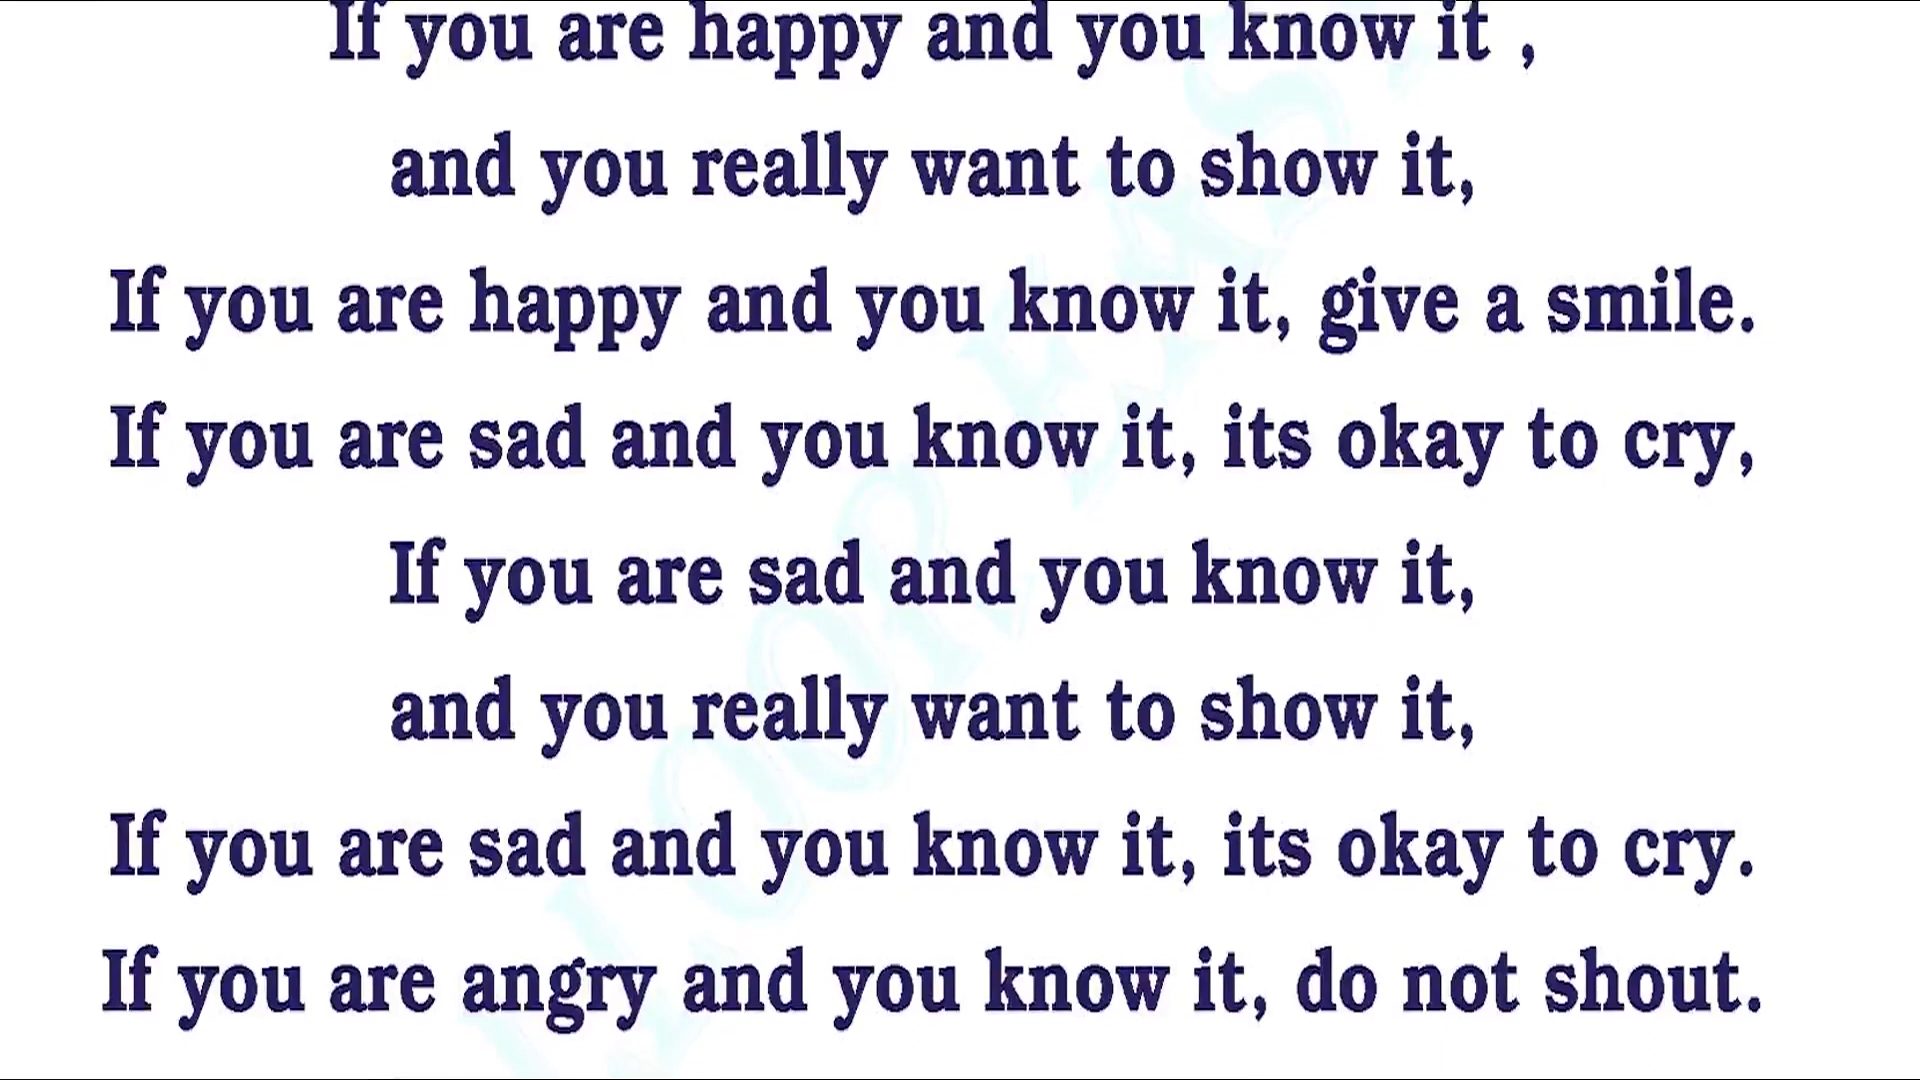 If you are happy and you know it ,
and you really want to show it,
If you are happy and you know it, give a smile.
If you are sad and you know it, its okay to cry,
If you are sad and you know it,
and you really want to show it,
If you are sad and you know it, its okay to cry.
If you are angry and you know it, do not shout.